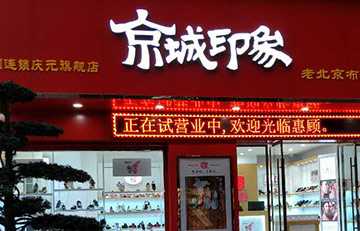 京城印象
国连锁庆元旗舰店
老北京布
正在试营业中,欢迎光临惠顾。